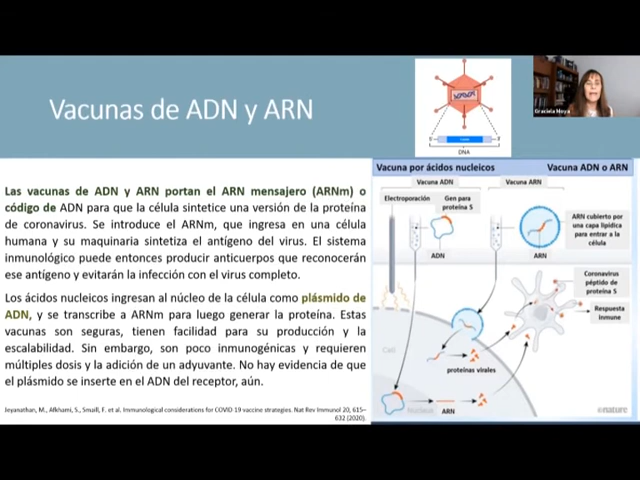 Vacunas de ADN y ARN
5'
3'
DNA
Graciela Moya
Las vacunas de ADN y ARN portan el ARN mensajero (ARNm) o
código de ADN para que la célula sintetice una versión de la proteína
de coronavirus. Se introduce el ARNm, que ingresa en una célula
humana y su maquinaria sintetiza el antígeno del virus. El sistema
inmunológico puede entonces producir anticuerpos que reconocerán
ese antígeno y evitarán la infección con el virus completo.
Los ácidos nucleicos ingresan al núcleo de la célula como plásmido de
ADN, y se transcribe a ARNm para luego generar la proteína. Estas
vacunas son seguras, tienen facilidad para su producción y la
escalabilidad. Sin embargo, son poco inmunogénicas y requieren
múltiples dosis y la adición de un adyuvante. No hay evidencia de que
el plásmido se inserte en el ADN del receptor, aún.
Jeyanathan, M., Afkhami, S., Smaill, F. et al. Immunological considerations for COVID-19 vaccine strategies. Nat Rev Immunol 20, 615–
632 (2020).
Vacuna por ácidos nucleicos
Vacuna ADN o ARN
Vacuna ADN
Vacuna ARN
Electroporación
Gen para
proteína S
ADN
ARN
ARN cubierto por
una capa lipídica
para entrar a la
célula
Coronavirus
péptido de
proteína S
Respuesta
inmune
Cell
proteínas virales
Nucleus
ARN
©nature